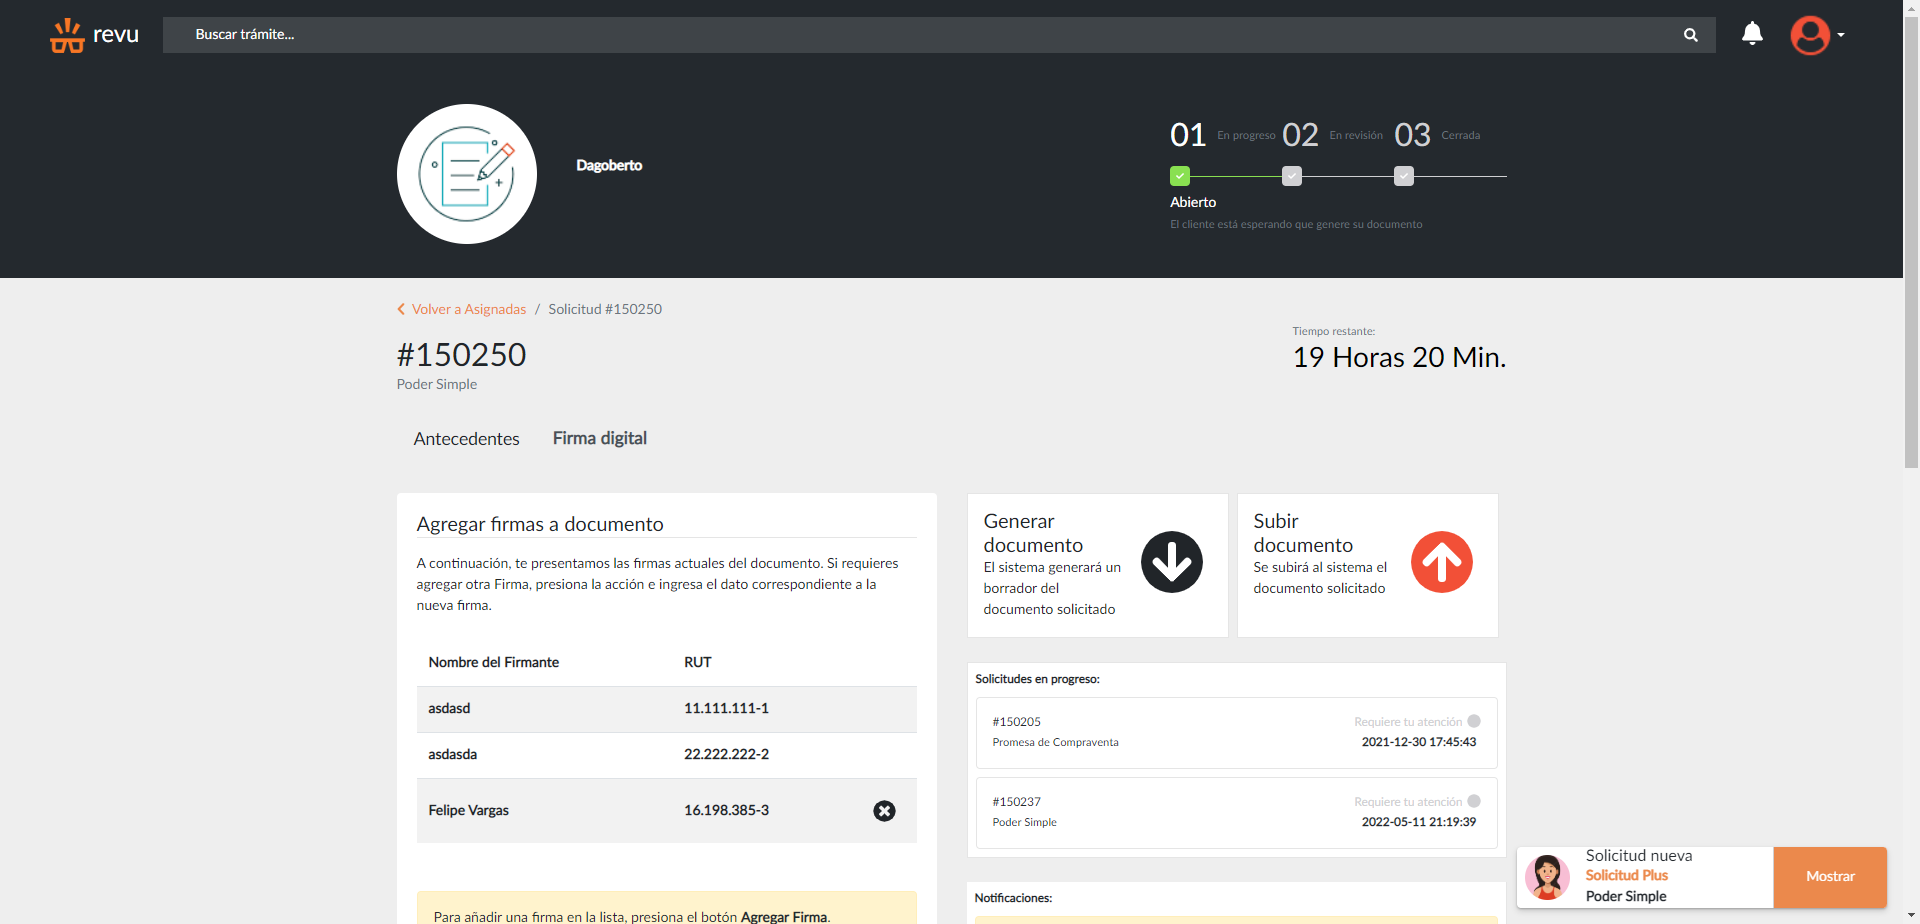 revu
Buscar trámite...
Dagoberto
01 En progreso 02 En revisión 03 Cerrada
Abierto
El cliente está esperando que genere su documento
Volver a Asignadas / Solicitud #150250
#150250
Poder Simple
Tiempo restante:
19 Horas 20 Min.
Antecedentes Firma digital
Agregar firmas a documento
A continuación, te presentamos las firmas actuales del documento. Si requieres
agregar otra Firma, presiona la acción e ingresa el dato correspondiente a la
nueva firma.
Nombre del Firmante RUT
asdasd 11.111.111-1
asdasda 22.222.222-2
Felipe Vargas 16.198.385-3
Para añadir una firma en la lista, presiona el botón Agregar Firma.
Generar
documento
El sistema generará un
borrador del
documento solicitado
Subir
documento
Se subirá al sistema el
documento solicitado
Solicitudes en progreso:
#150205 Requiere tu atención
Promesa de Compraventa 2021-12-30 17:45:43
#150237 Requiere tu atención
Poder Simple 2022-05-11 21:19:39
Notificaciones:
Solicitud nueva
Solicitud Plus
Poder Simple
Mostrar